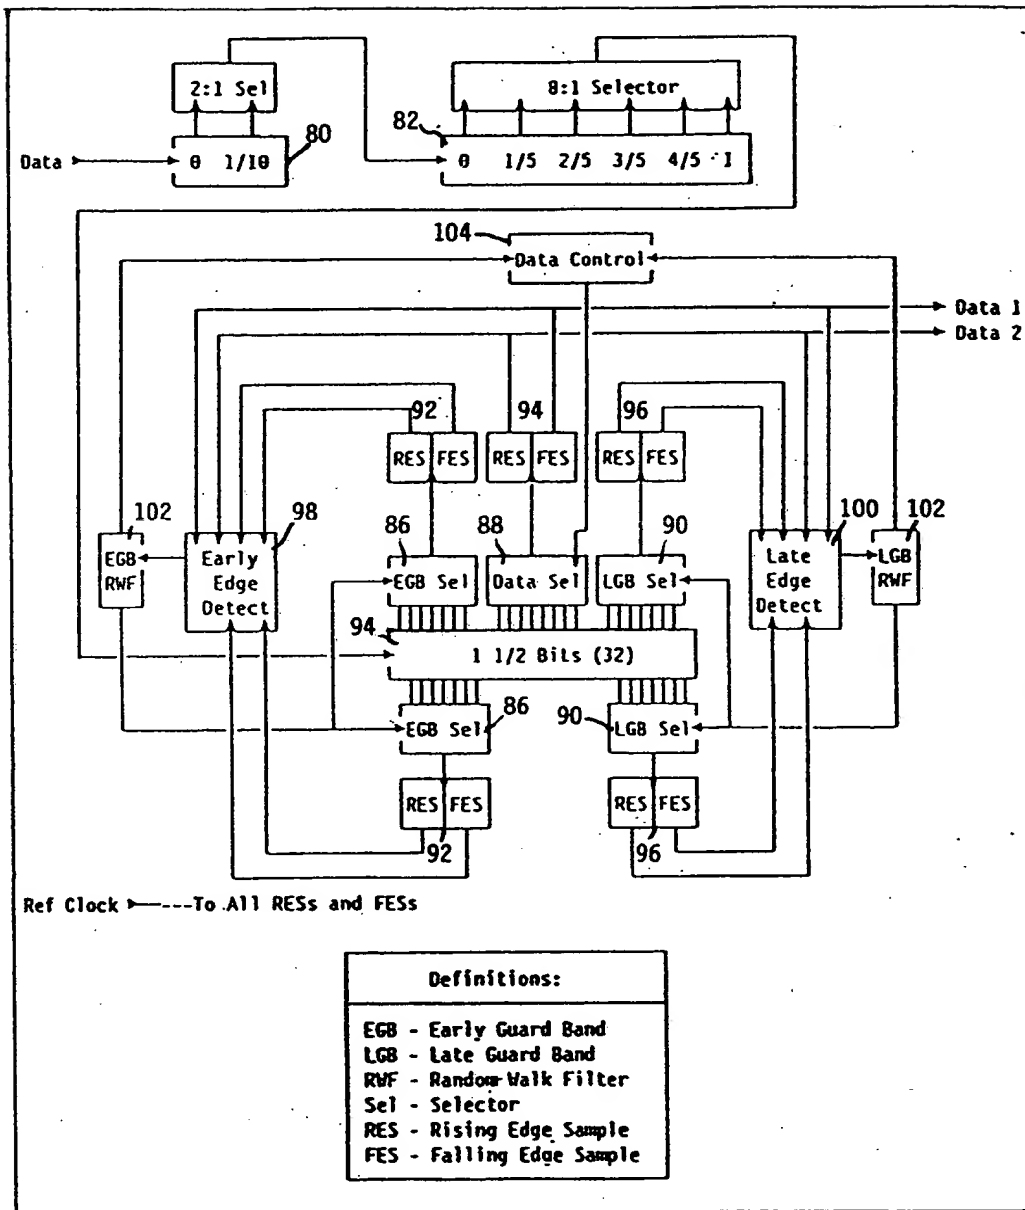 2:1 Sel
8:1 Selector
80
82
Data
0 1/10
0 1/5 2/5 3/5 4/5 1
104
Data Control
Data 1
Data 2
92
94
96
RES FES
RES FES
RES FES
102
98
86
88
90
100
102
EGB
RWF
Early
Edge
Detect
EGB Sel
Data Sel
LGB Sel
Late
Edge
Detect
LGB
RWF
94
1 1/2 Bits (32)
86
90
EGB Sel
LGB Sel
RES FES
RES FES
92
96
Ref Clock ----To All RESs and FESs
Definitions:
EGB - Early Guard Band
LGB - Late Guard Band
RWF - Random-Walk Filter
Sel - Selector
RES - Rising Edge Sample
FES - Falling Edge Sample